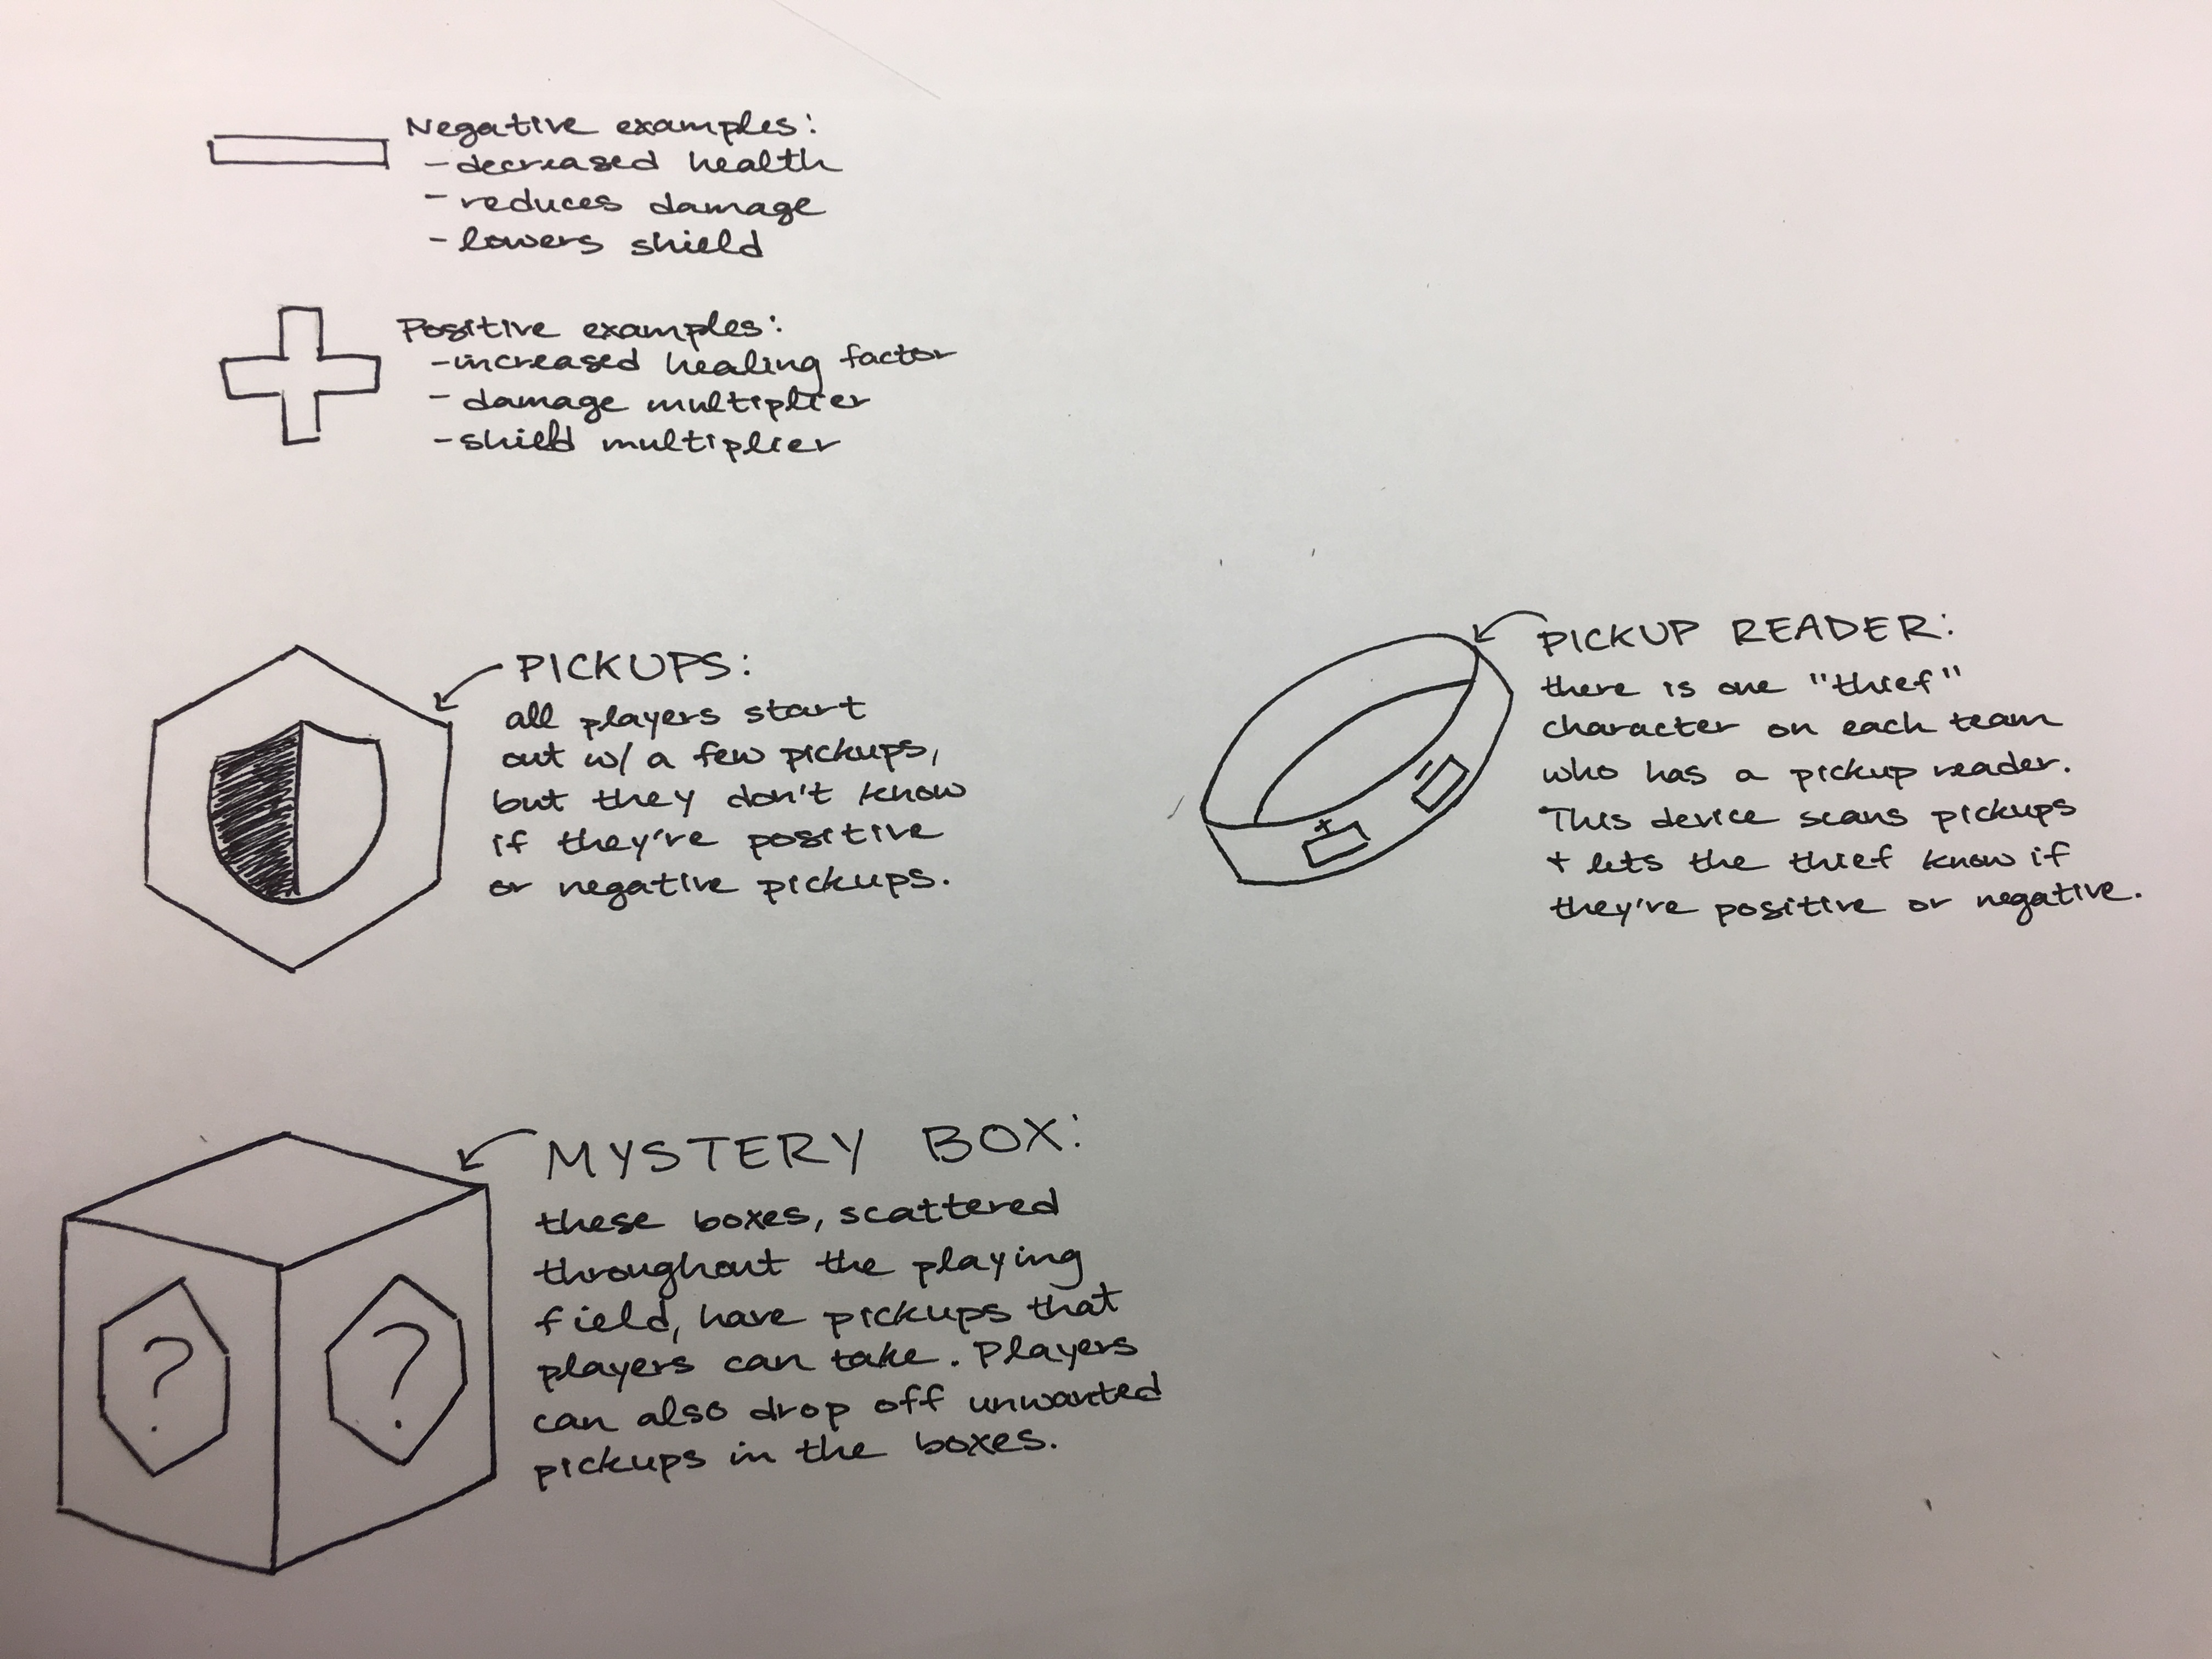 Negative examples:
- decreased health
- reduces damage
- lowers shield
Positive examples:
- increased healing factor
- damage multiplier
- shield multiplier
PICKUPS:
all players start
out w/ a few pickups,
but they don't know
if they're positive
or negative pickups.
PICKUP READER:
there is one "thief"
character on each team
who has a pickup reader.
This device scans pickups
+ lets the thief know if
they're positive or negative.
+
-
MYSTERY BOX:
these boxes, scattered
throughout the playing
field, have pickups that
players can take. Players
can also drop off unwanted
pickups in the boxes.
? ?